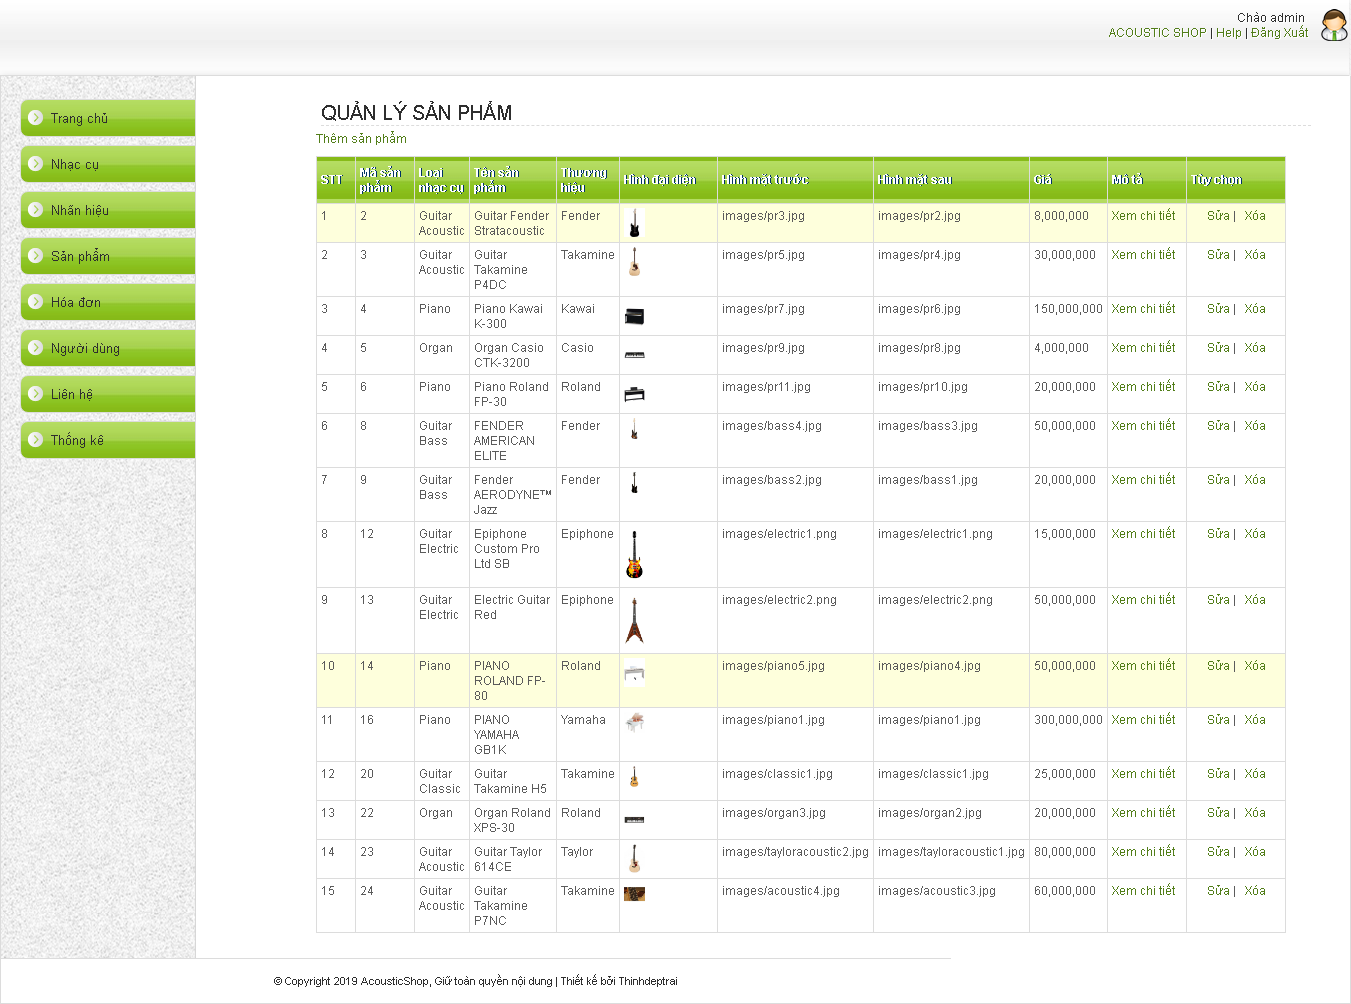 Chào admin
ACOUSTIC SHOP | Help | Đăng Xuất
Trang chủ
Nhạc cụ
Nhãn hiệu
Sản phẩm
Hóa đơn
Người dùng
Liên hệ
Thống kê
QUẢN LÝ SẢN PHẨM
Thêm sản phẩm
STT Mã sản phẩm Loại nhạc cụ Tên sản phẩm Thương hiệu Hình đại diện Hình mặt trước Hình mặt sau Giá Mô tả Tùy chọn
1 2 Guitar Acoustic Guitar Fender Stratacoustic Fender images/pr3.jpg images/pr2.jpg 8,000,000 Xem chi tiết Sửa | Xóa
2 3 Guitar Acoustic Guitar Takamine P4DC Takamine images/pr5.jpg images/pr4.jpg 30,000,000 Xem chi tiết Sửa | Xóa
3 4 Piano Piano Kawai K-300 Kawai images/pr7.jpg images/pr6.jpg 150,000,000 Xem chi tiết Sửa | Xóa
4 5 Organ Organ Casio CTK-3200 Casio images/pr9.jpg images/pr8.jpg 4,000,000 Xem chi tiết Sửa | Xóa
5 6 Piano Piano Roland FP-30 Roland images/pr11.jpg images/pr10.jpg 20,000,000 Xem chi tiết Sửa | Xóa
6 8 Guitar Bass FENDER AMERICAN ELITE Fender images/bass4.jpg images/bass3.jpg 50,000,000 Xem chi tiết Sửa | Xóa
7 9 Guitar Bass Fender AERODYNE™ Jazz Fender images/bass2.jpg images/bass1.jpg 20,000,000 Xem chi tiết Sửa | Xóa
8 12 Guitar Electric Epiphone Custom Pro Ltd SB Epiphone images/electric1.png images/electric1.png 15,000,000 Xem chi tiết Sửa | Xóa
9 13 Guitar Electric Electric Guitar Red Epiphone images/electric2.png images/electric2.png 50,000,000 Xem chi tiết Sửa | Xóa
10 14 Piano PIANO ROLAND FP-80 Roland images/piano5.jpg images/piano4.jpg 50,000,000 Xem chi tiết Sửa | Xóa
11 16 Piano PIANO YAMAHA GB1K Yamaha images/piano1.jpg images/piano1.jpg 300,000,000 Xem chi tiết Sửa | Xóa
12 20 Guitar Classic Guitar Takamine H5 Takamine images/classic1.jpg images/classic1.jpg 25,000,000 Xem chi tiết Sửa | Xóa
13 22 Organ Organ Roland XPS-30 Roland images/organ3.jpg images/organ2.jpg 20,000,000 Xem chi tiết Sửa | Xóa
14 23 Guitar Acoustic Guitar Taylor 614CE Taylor images/tayloracoustic2.jpg images/tayloracoustic1.jpg 80,000,000 Xem chi tiết Sửa | Xóa
15 24 Guitar Acoustic Guitar Takamine P7NC Takamine images/acoustic4.jpg images/acoustic3.jpg 60,000,000 Xem chi tiết Sửa | Xóa
© Copyright 2019 AcousticShop, Giữ toàn quyền nội dung | Thiết kế bởi Thinhdeptrai